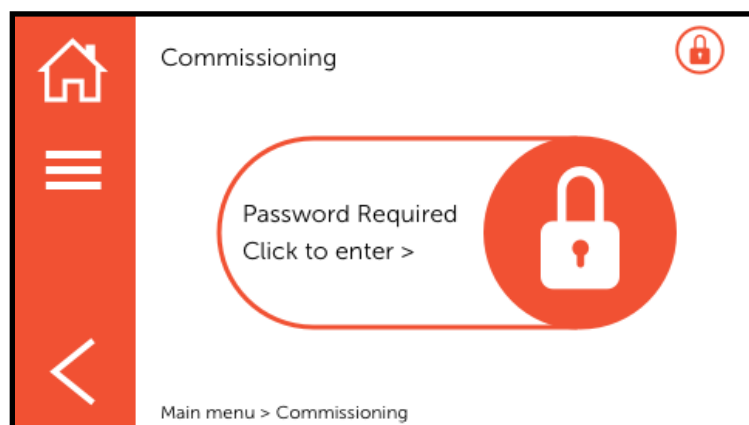 Commissioning
Password Required
Click to enter >
Main menu > Commissioning